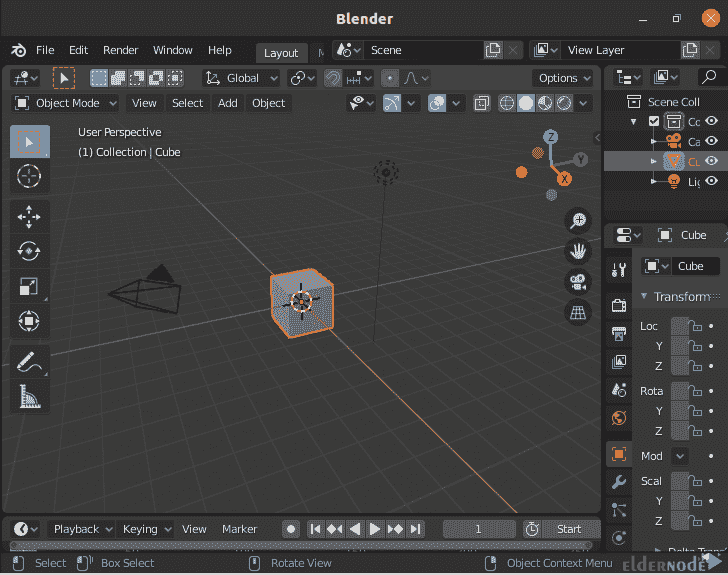 Blender
File Edit Render Window Help Layout Scene View Layer
Global Options
Object Mode View Select Add Object
User Perspective
(1) Collection | Cube
Z
Y
X
Scene Coll
Co
Ca
Cu
Lig
Cube
Cube
Transform
Loc
Y
Z
Rota
Y
Z
Mod
Scal
Y
Z
Playback Keying View Marker 1 Start
Select Box Select Rotate View Object Context Menu
eldernode